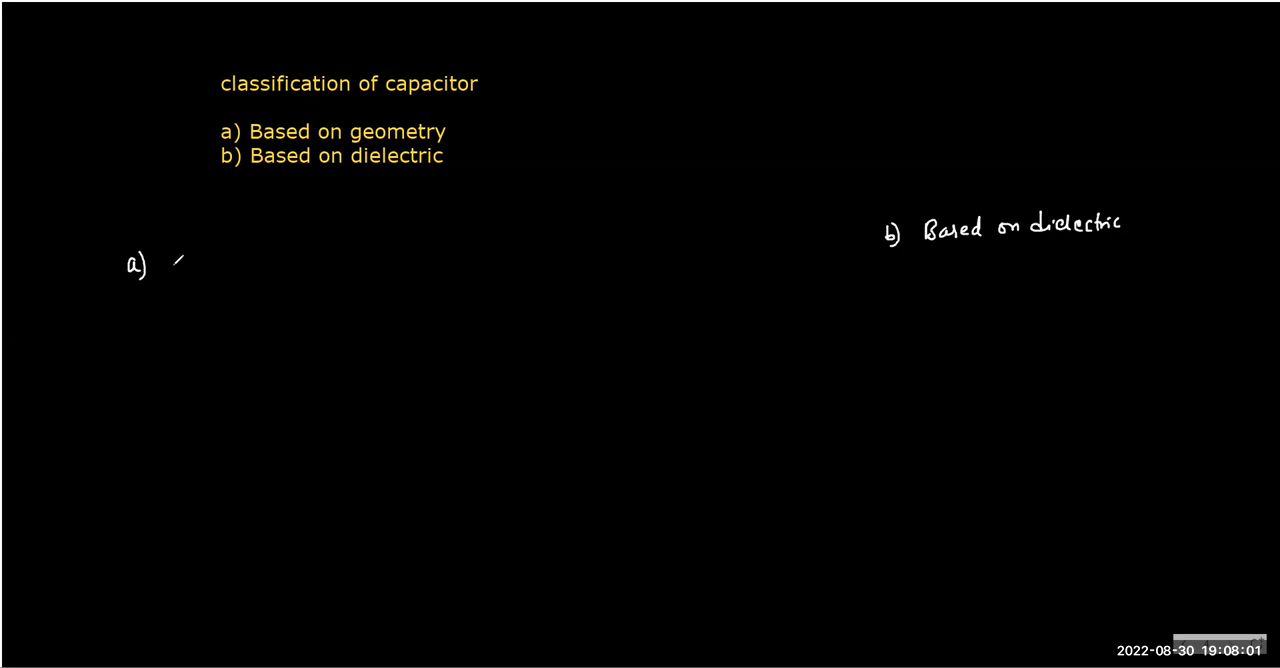 classification of capacitor
a) Based on geometry
b) Based on dielectric
b) Based on dielectric
a)
2022-08-30 19:08:01